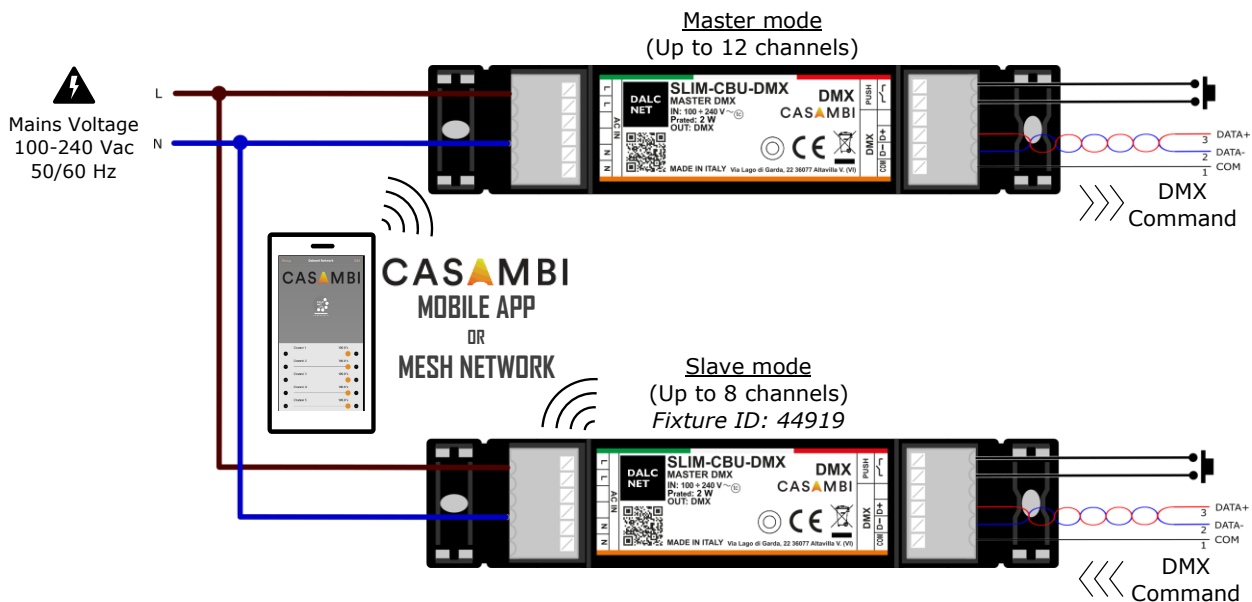 Master mode
(Up to 12 channels)
Mains Voltage
100-240 Vac
50/60 Hz
L
N
L
L
AC IN
N
N
DALC
NET
SLIM-CBU-DMX
MASTER DMX
IN: 100 ÷ 240 V~
Prated: 2 W
OUT: DMX
DMX
CASAMBI
CE
MADE IN ITALY Via Lago di Garda, 22 36077 Altavilla V. (VI)
PUSH
DMX
COM D- D+
3 DATA+
2 DATA-
1 COM
DMX
Command
CASAMBI
CASAMBI
MOBILE APP
OR
MESH NETWORK
Slave mode
(Up to 8 channels)
Fixture ID: 44919
L
L
AC IN
N
N
DALC
NET
SLIM-CBU-DMX
MASTER DMX
IN: 100 ÷ 240 V~
Prated: 2 W
OUT: DMX
DMX
CASAMBI
CE
MADE IN ITALY Via Lago di Garda, 22 36077 Altavilla V. (VI)
PUSH
DMX
COM D- D+
3 DATA+
2 DATA-
1 COM
DMX
Command